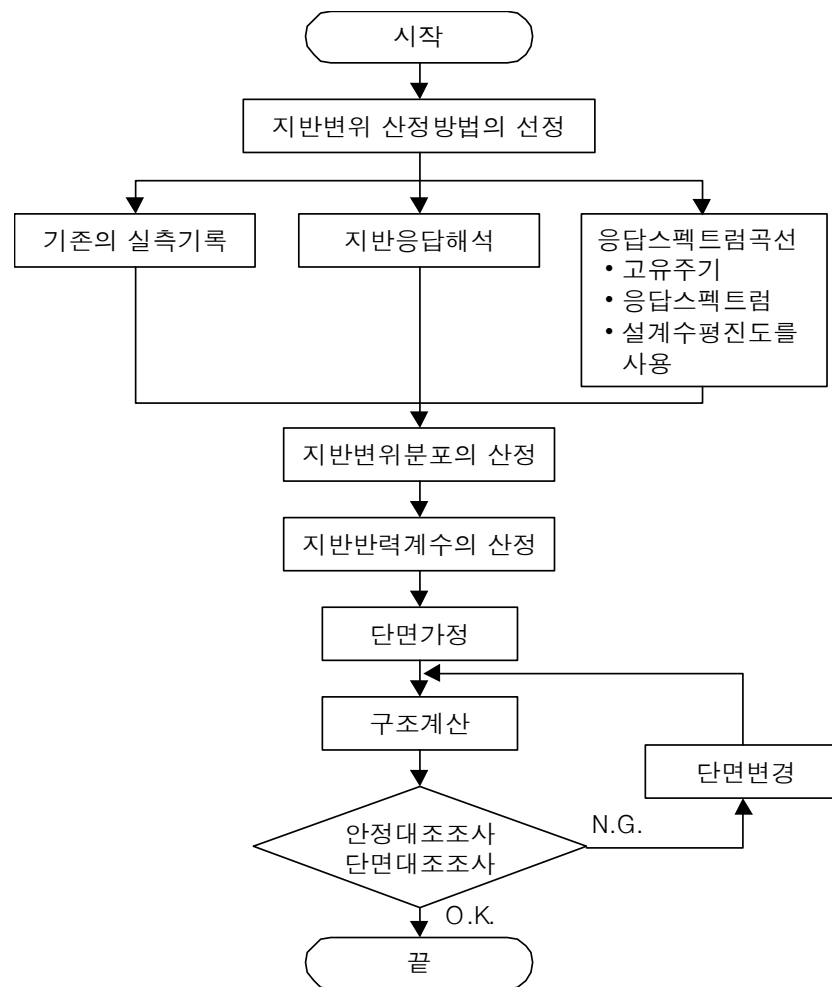 시작
지반변위 산정방법의 선정
기존의 실측기록
지반응답해석
응답스펙트럼곡선
• 고유주기
• 응답스펙트럼
• 설계수평진도를
사용
지반변위분포의 산정
지반반력계수의 산정
단면가정
구조계산
단면변경
안정대조조사
단면대조조사
N.G.
O.K.
끝